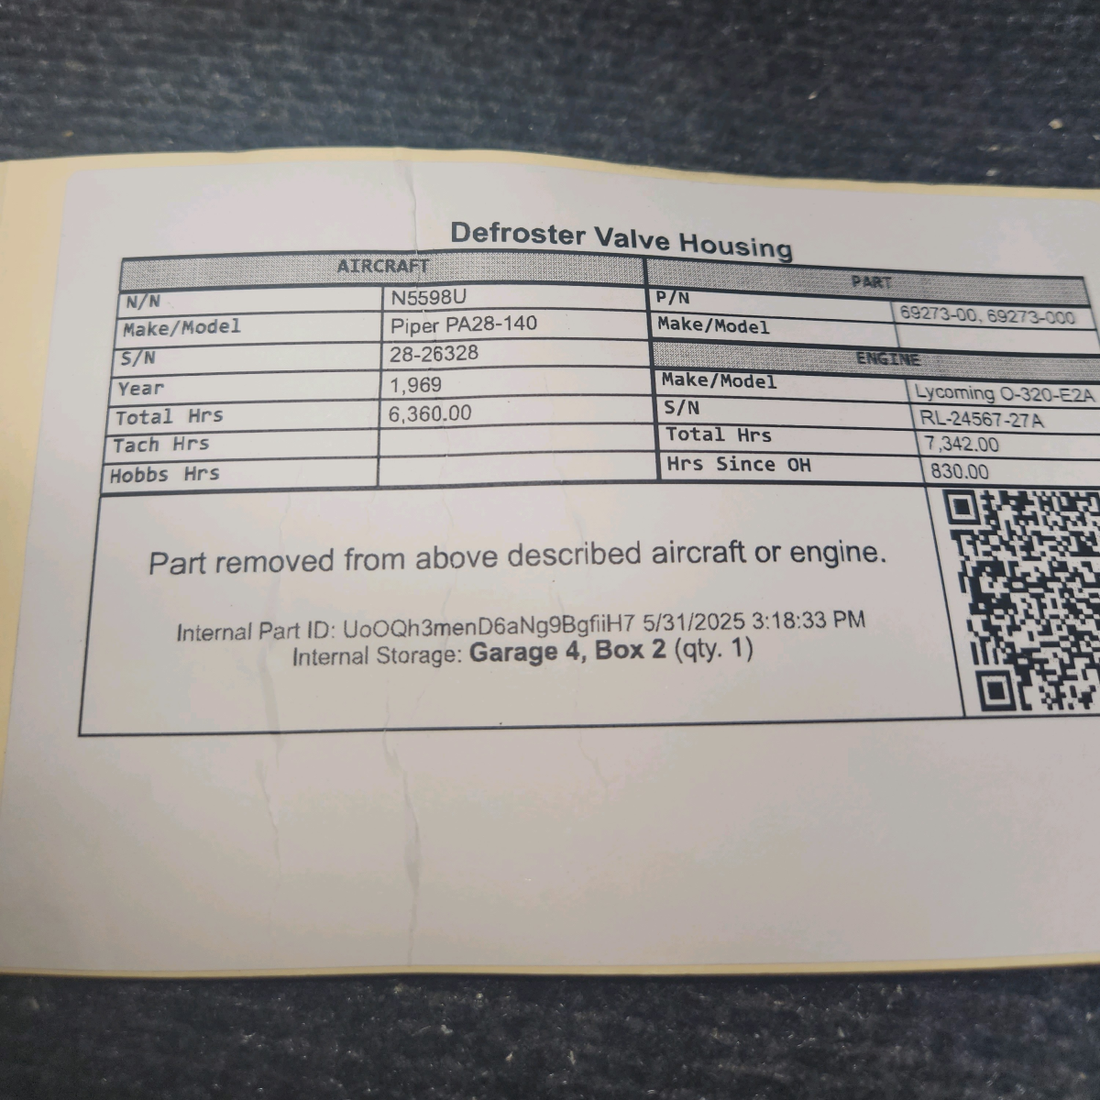 Defroster Valve Housing
AIRCRAFT
N/N N5598U
Make/Model Piper PA28-140
S/N 28-26328
Year 1,969
Total Hrs 6,360.00
Tach Hrs
Hobbs Hrs
PART
P/N 69273-00, 69273-000
Make/Model
ENGINE
Make/Model Lycoming O-320-E2A
S/N RL-24567-27A
Total Hrs 7,342.00
Hrs Since OH 830.00
Part removed from above described aircraft or engine.
Internal Part ID: UoOQh3menD6aNg9BgfiiH7 5/31/2025 3:18:33 PM
Internal Storage: Garage 4, Box 2 (qty. 1)